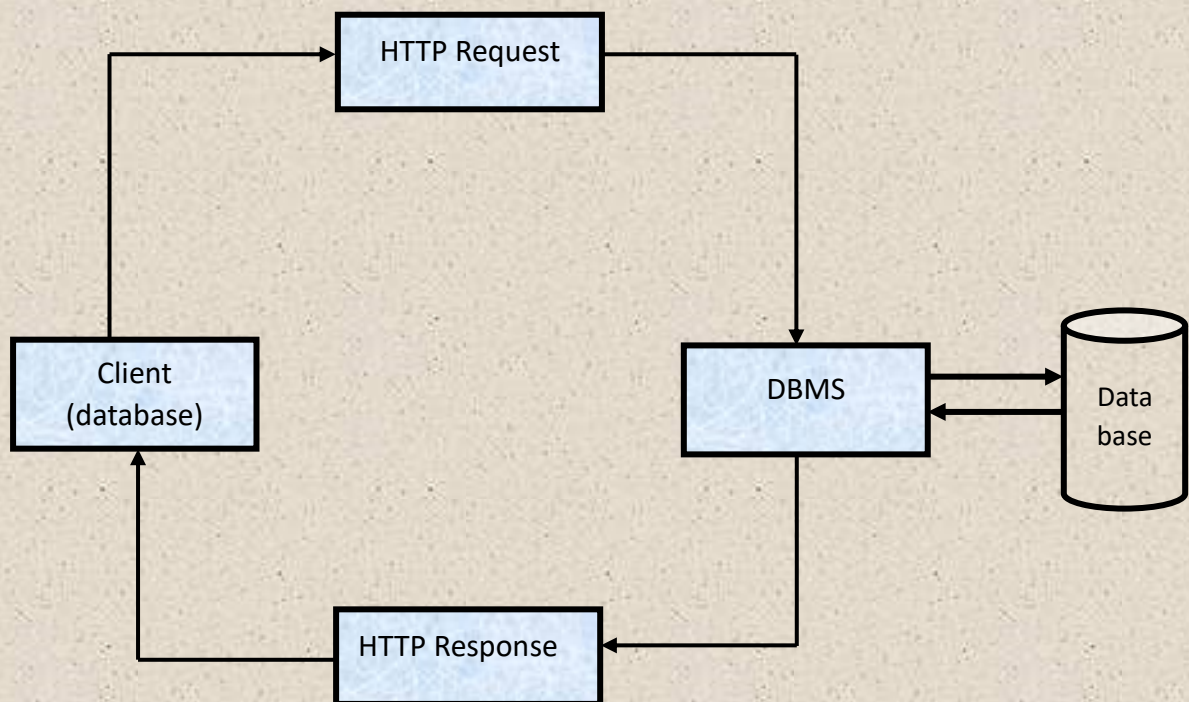 HTTP Request
Client
(database)
DBMS
Data
base
HTTP Response